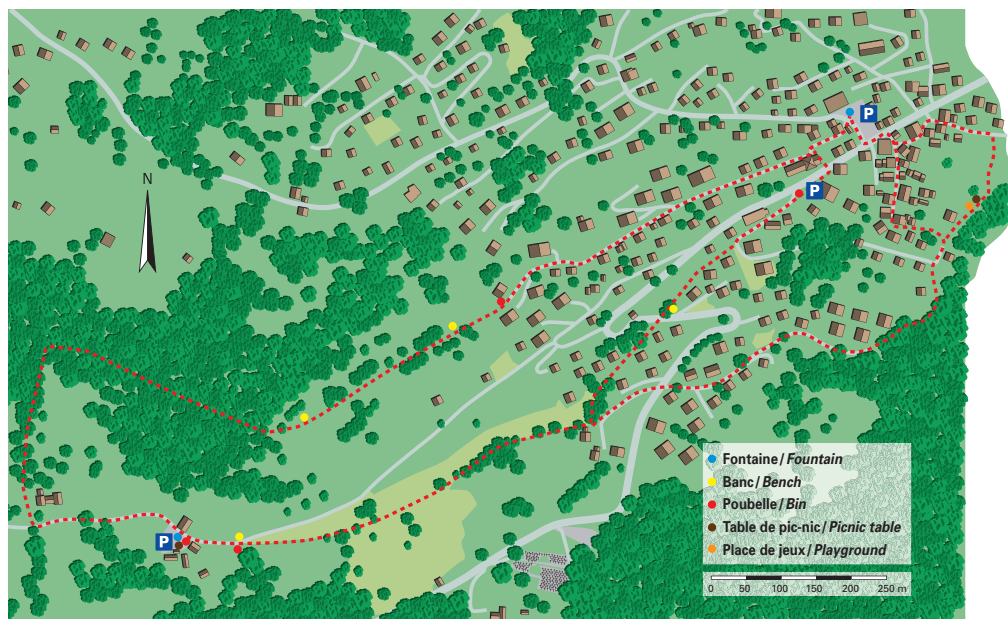 P
N
P
Fontaine / Fountain
Banc / Bench
Poubelle / Bin
Table de pic-nic / Picnic table
Place de jeux / Playground
P
0 50 100 150 200 250 m